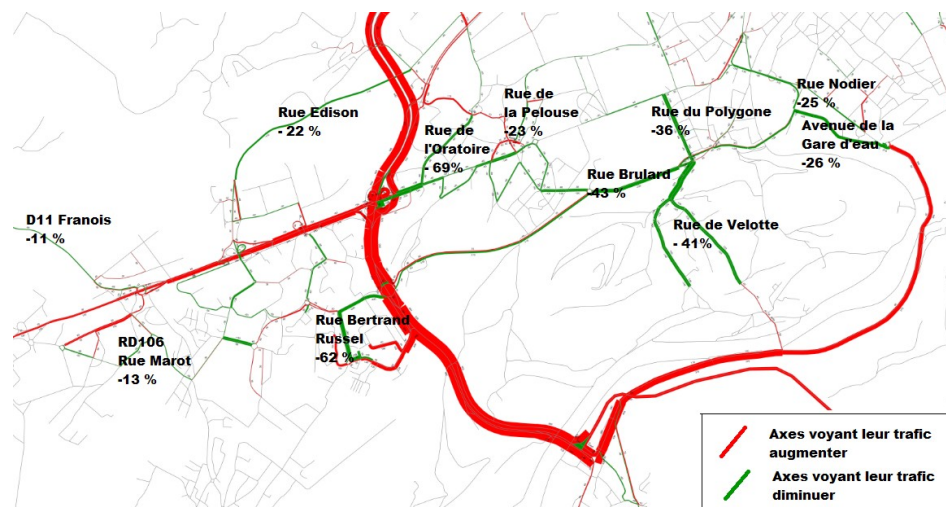 Rue Edison
- 22 %
Rue de
l'Oratoire
- 69%
Rue de
la Pelouse
-23 %
Rue du Polygone
-36 %
Rue Nodier
-25 %
Avenue de la
Gare d'eau
-26 %
Rue Brulard
-43 %
Rue de Velotte
- 41%
D11 Franois
-11 %
RD106
Rue Marot
-13 %
Rue Bertrand
Russel
-62 %
Axes voyant leur trafic
augmenter
Axes voyant leur trafic
diminuer